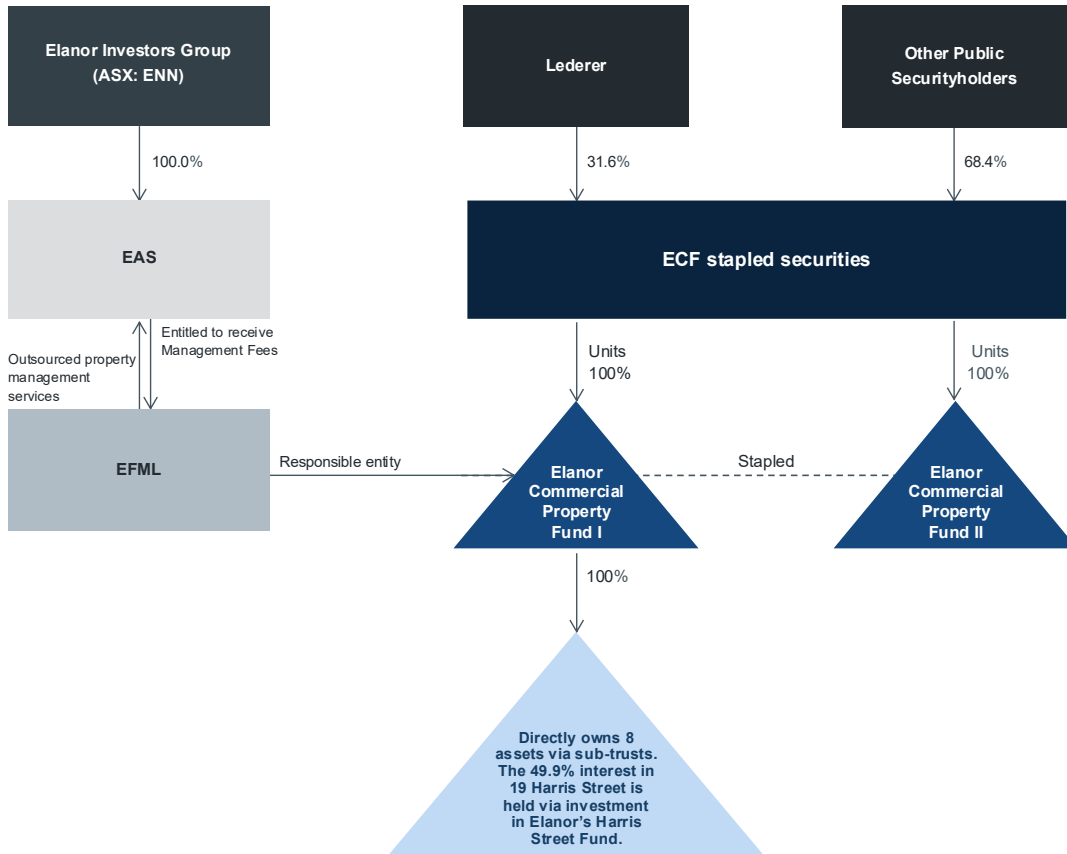 Elanor Investors Group
(ASX: ENN)
Lederer
Other Public
Securityholders
100.0%
31.6%
68.4%
EAS
ECF stapled securities
Entitled to receive
Management Fees
Outsourced property
management
services
Units
100%
Units
100%
EFML
Responsible entity
Elanor
Commercial
Property
Fund I
Stapled
Elanor
Commercial
Property
Fund II
100%
Directly owns 8
assets via sub-trusts.
The 49.9% interest in
19 Harris Street is
held via investment
in Elanor’s Harris
Street Fund.